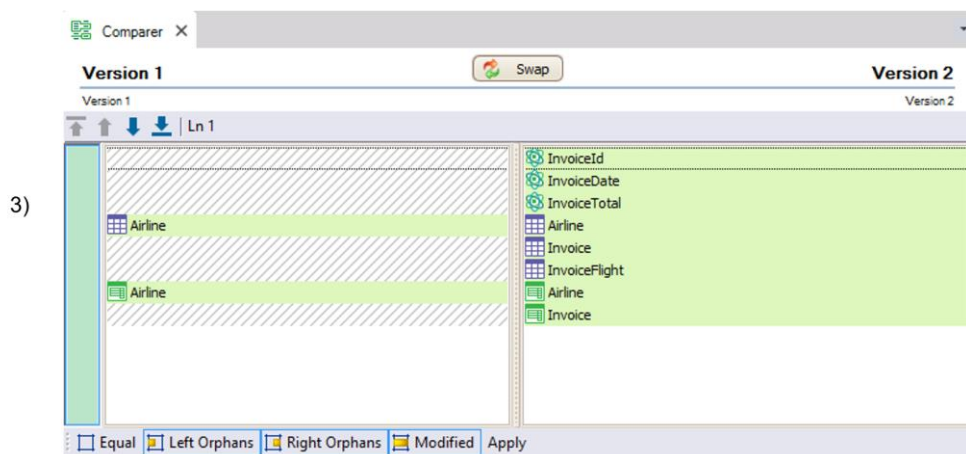 Comparer
Version 1 Swap Version 2
Version 1 Version 2
Ln 1
InvoiceId
InvoiceDate
3) InvoiceTotal
Airline Airline
Invoice
InvoiceFlight
Airline Airline
Invoice
Equal Left Orphans Right Orphans Modified Apply